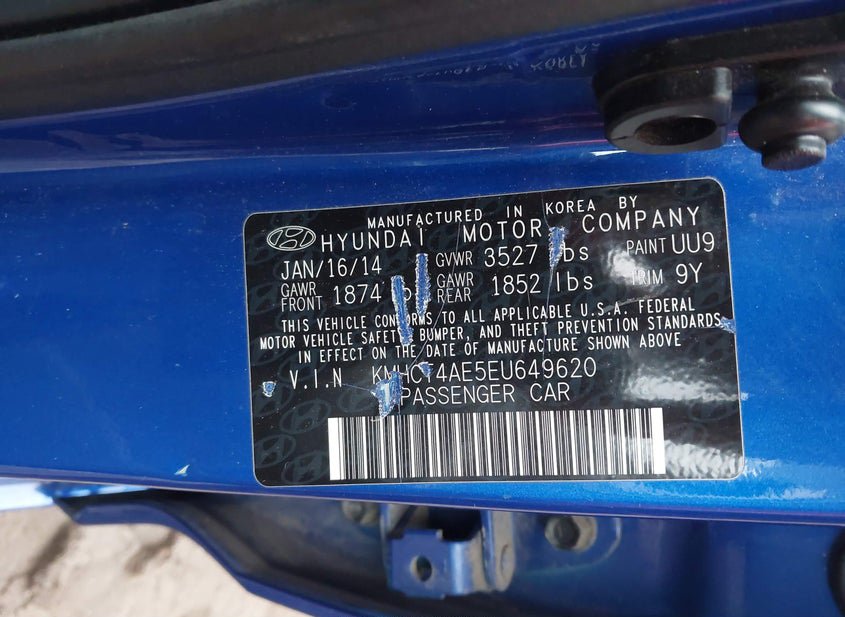 MANUFACTURED IN KOREA BY
HYUNDAI MOTOR COMPANY
JAN/16/14 GVWR 3527 lbs PAINT UU9
GAWR FRONT 1874 GAWR REAR 1852 lbs TRIM 9Y
THIS VEHICLE CONFORMS TO ALL APPLICABLE U.S.A. FEDERAL
MOTOR VEHICLE SAFETY BUMPER, AND THEFT PREVENTION STANDARDS
IN EFFECT ON THE DATE OF MANUFACTURE SHOWN ABOVE
V.I.N KMHCT4AE5EU649620
PASSENGER CAR